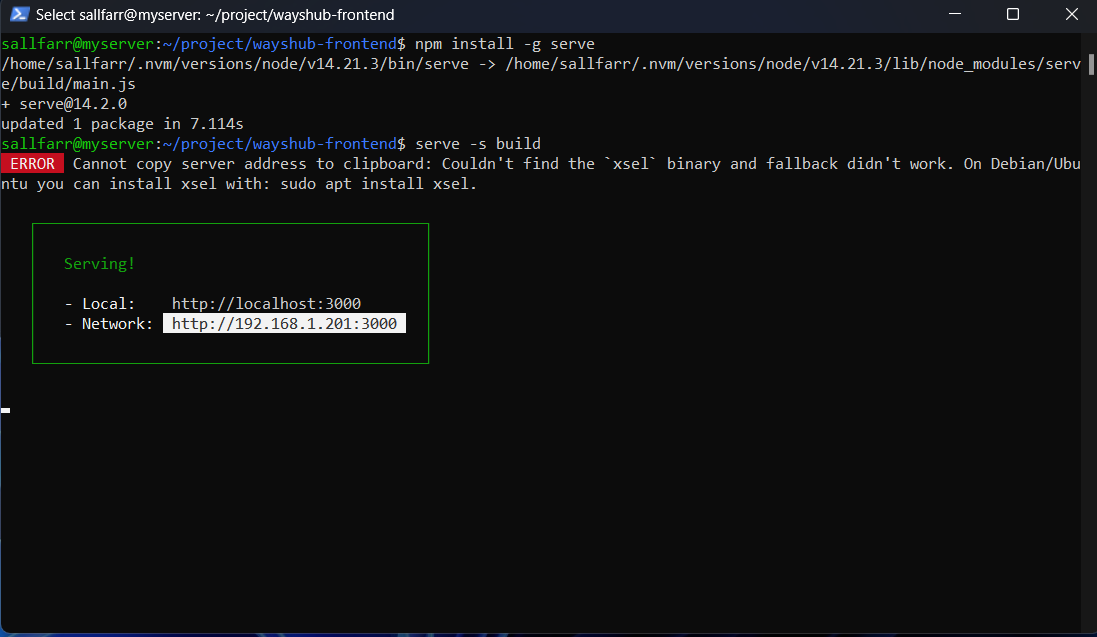 Select sallfarr@myserver: ~/project/wayshub-frontend
sallfarr@myserver:~/project/wayshub-frontend$ npm install -g serve
/home/sallfarr/.nvm/versions/node/v14.21.3/bin/serve -> /home/sallfarr/.nvm/versions/node/v14.21.3/lib/node_modules/serv
e/build/main.js
+ serve@14.2.0
updated 1 package in 7.114s
sallfarr@myserver:~/project/wayshub-frontend$ serve -s build
ERROR Cannot copy server address to clipboard: Couldn't find the `xsel` binary and fallback didn't work. On Debian/Ubu
ntu you can install xsel with: sudo apt install xsel.
Serving!
- Local: http://localhost:3000
- Network: http://192.168.1.201:3000